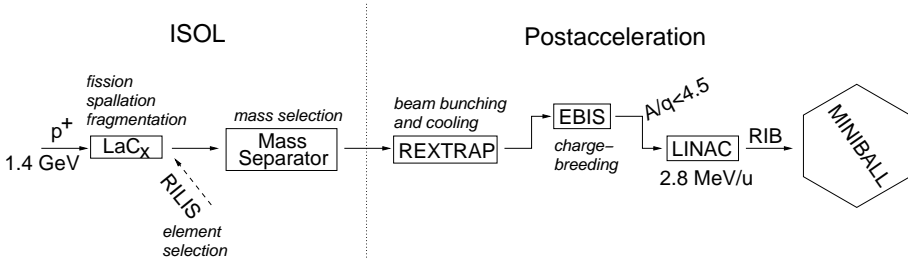 ISOL
Postacceleration
fission
spallation
fragmentation
p+
1.4 GeV
LaCx
RILIS
element
selection
mass selection
Mass
Separator
beam bunching
and cooling
REXTRAP
EBIS
charge−
breeding
A/q<4.5
LINAC
2.8 MeV/u
RIB
MINIBALL